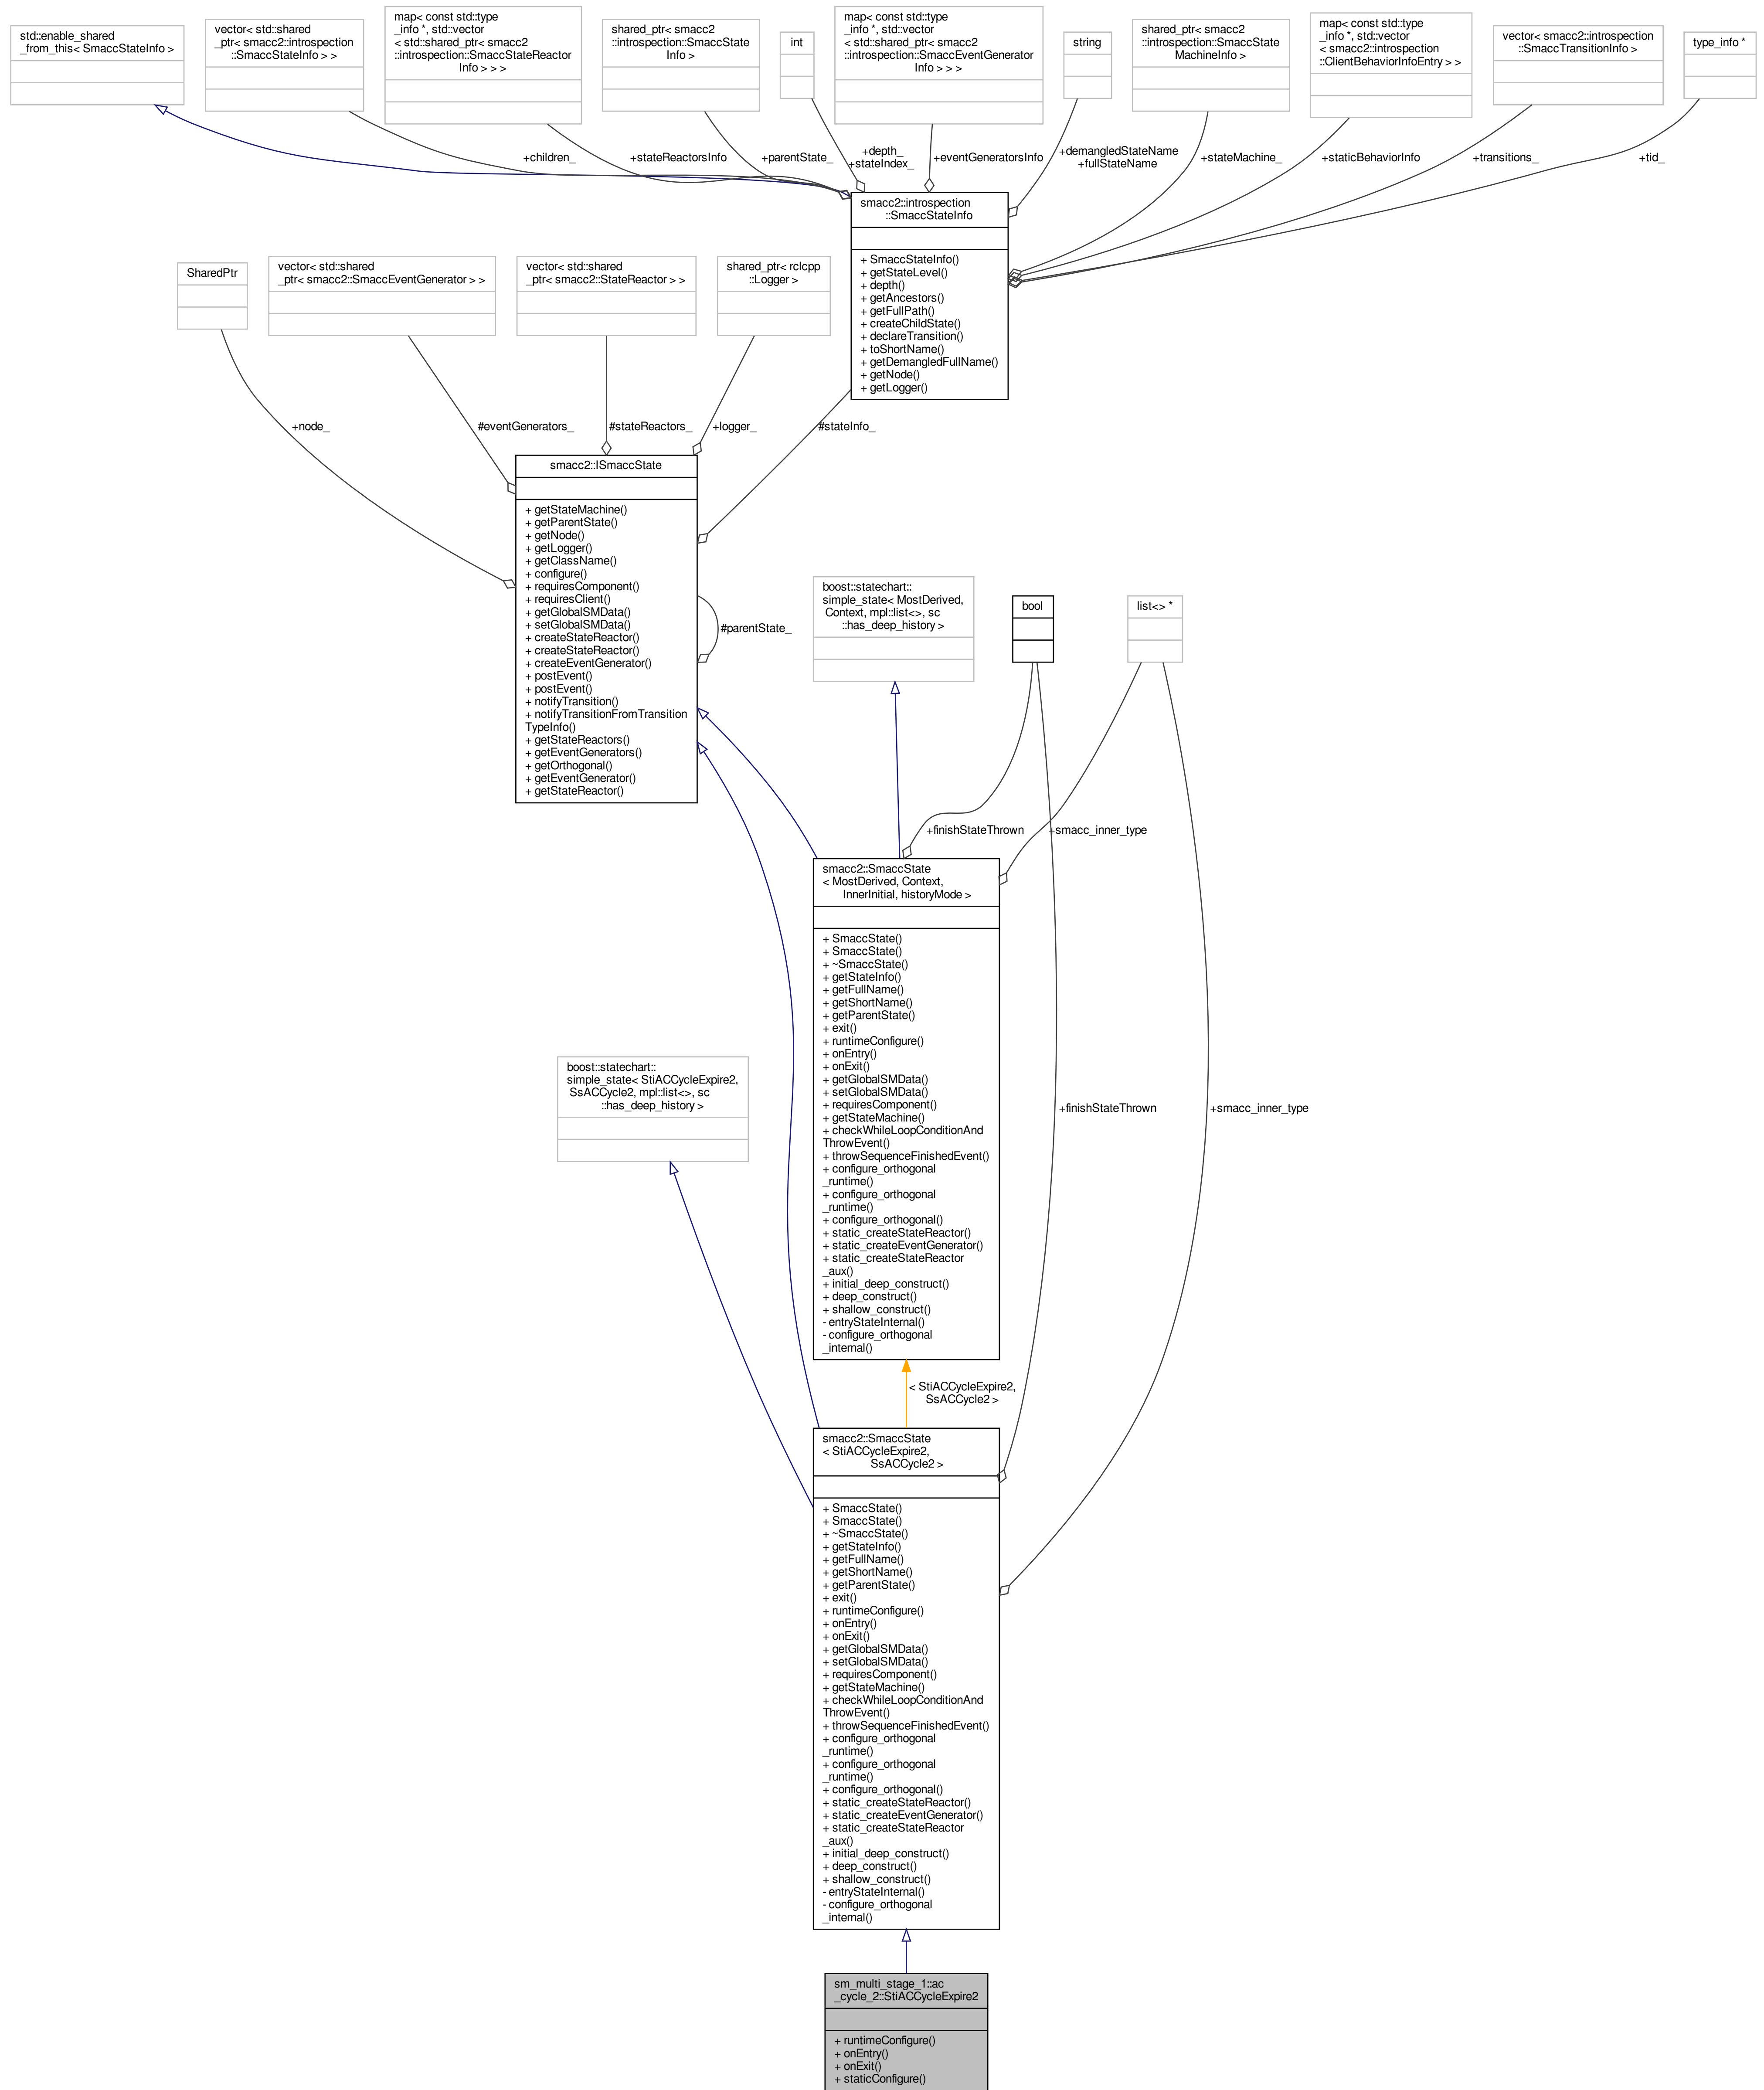 std::enable_shared
_from_this< SmaccStateInfo >
vector< std::shared
_ptr< smacc2::introspection
::SmaccStateInfo > >
map< const std::type
_info *, std::vector
< std::shared_ptr< smacc2
::introspection::SmaccStateReactor
Info > > >
shared_ptr< smacc2
::introspection::SmaccState
Info >
int
map< const std::type
_info *, std::vector
< std::shared_ptr< smacc2
::introspection::SmaccEventGenerator
Info > > >
string
shared_ptr< smacc2
::introspection::SmaccState
MachineInfo >
map< const std::type
_info *, std::vector
< smacc2::introspection
::ClientBehaviorInfoEntry > >
vector< smacc2::introspection
::SmaccTransitionInfo >
type_info *
+children_
+stateReactorsInfo
+parentState_
+depth_
+stateIndex_
+eventGeneratorsInfo
+demangledStateName
+fullStateName
+stateMachine_
+staticBehaviorInfo
+transitions_
+tid_
smacc2::introspection
::SmaccStateInfo
+ SmaccStateInfo()
+ getStateLevel()
+ depth()
+ getAncestors()
+ getFullPath()
+ createChildState()
+ declareTransition()
+ toShortName()
+ getDemangledFullName()
+ getNode()
+ getLogger()
SharedPtr
vector< std::shared
_ptr< smacc2::SmaccEventGenerator > >
vector< std::shared
_ptr< smacc2::StateReactor > >
shared_ptr< rclcpp
::Logger >
+node_
#eventGenerators_
#stateReactors_
+logger_
#stateInfo_
smacc2::ISmaccState
+ getStateMachine()
+ getParentState()
+ getNode()
+ getLogger()
+ getClassName()
+ configure()
+ requiresComponent()
+ requiresClient()
+ getGlobalSMData()
+ setGlobalSMData()
+ createStateReactor()
+ createStateReactor()
+ createEventGenerator()
+ postEvent()
+ postEvent()
+ notifyTransition()
+ notifyTransitionFromTransition
TypeInfo()
+ getStateReactors()
+ getEventGenerators()
+ getOrthogonal()
+ getEventGenerator()
+ getStateReactor()
#parentState_
boost::statechart::
simple_state< MostDerived,
Context, mpl::list<>, sc
::has_deep_history >
bool
list<> *
+finishStateThrown
+smacc_inner_type
smacc2::SmaccState
< MostDerived, Context,
InnerInitial, historyMode >
+ SmaccState()
+ SmaccState()
+ ~SmaccState()
+ getStateInfo()
+ getFullName()
+ getShortName()
+ getParentState()
+ exit()
+ runtimeConfigure()
+ onEntry()
+ onExit()
+ getGlobalSMData()
+ setGlobalSMData()
+ requiresComponent()
+ getStateMachine()
+ checkWhileLoopConditionAnd
ThrowEvent()
+ throwSequenceFinishedEvent()
+ configure_orthogonal
_runtime()
+ configure_orthogonal
_runtime()
+ configure_orthogonal()
+ static_createStateReactor()
+ static_createEventGenerator()
+ static_createStateReactor
_aux()
+ initial_deep_construct()
+ deep_construct()
+ shallow_construct()
- entryStateInternal()
- configure_orthogonal
_internal()
boost::statechart::
simple_state< StiACCycleExpire2,
SsACCycle2, mpl::list<>, sc
::has_deep_history >
+finishStateThrown
+smacc_inner_type
< StiACCycleExpire2,
SsACCycle2 >
smacc2::SmaccState
< StiACCycleExpire2,
SsACCycle2 >
+ SmaccState()
+ SmaccState()
+ ~SmaccState()
+ getStateInfo()
+ getFullName()
+ getShortName()
+ getParentState()
+ exit()
+ runtimeConfigure()
+ onEntry()
+ onExit()
+ getGlobalSMData()
+ setGlobalSMData()
+ requiresComponent()
+ getStateMachine()
+ checkWhileLoopConditionAnd
ThrowEvent()
+ throwSequenceFinishedEvent()
+ configure_orthogonal
_runtime()
+ configure_orthogonal
_runtime()
+ configure_orthogonal()
+ static_createStateReactor()
+ static_createEventGenerator()
+ static_createStateReactor
_aux()
+ initial_deep_construct()
+ deep_construct()
+ shallow_construct()
- entryStateInternal()
- configure_orthogonal
_internal()
sm_multi_stage_1::ac
_cycle_2::StiACCycleExpire2
+ runtimeConfigure()
+ onEntry()
+ onExit()
+ staticConfigure()